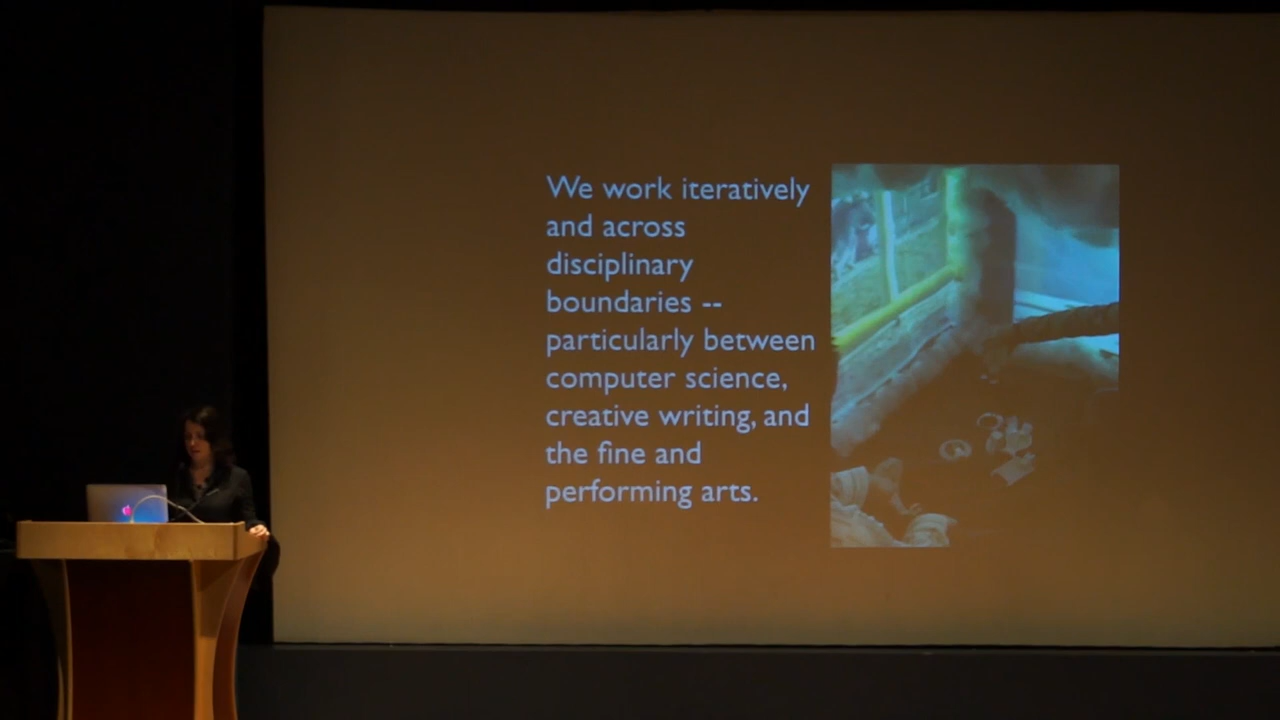 We work iteratively
and across
disciplinary
boundaries --
particularly between
computer science,
creative writing, and
the fine and
performing arts.